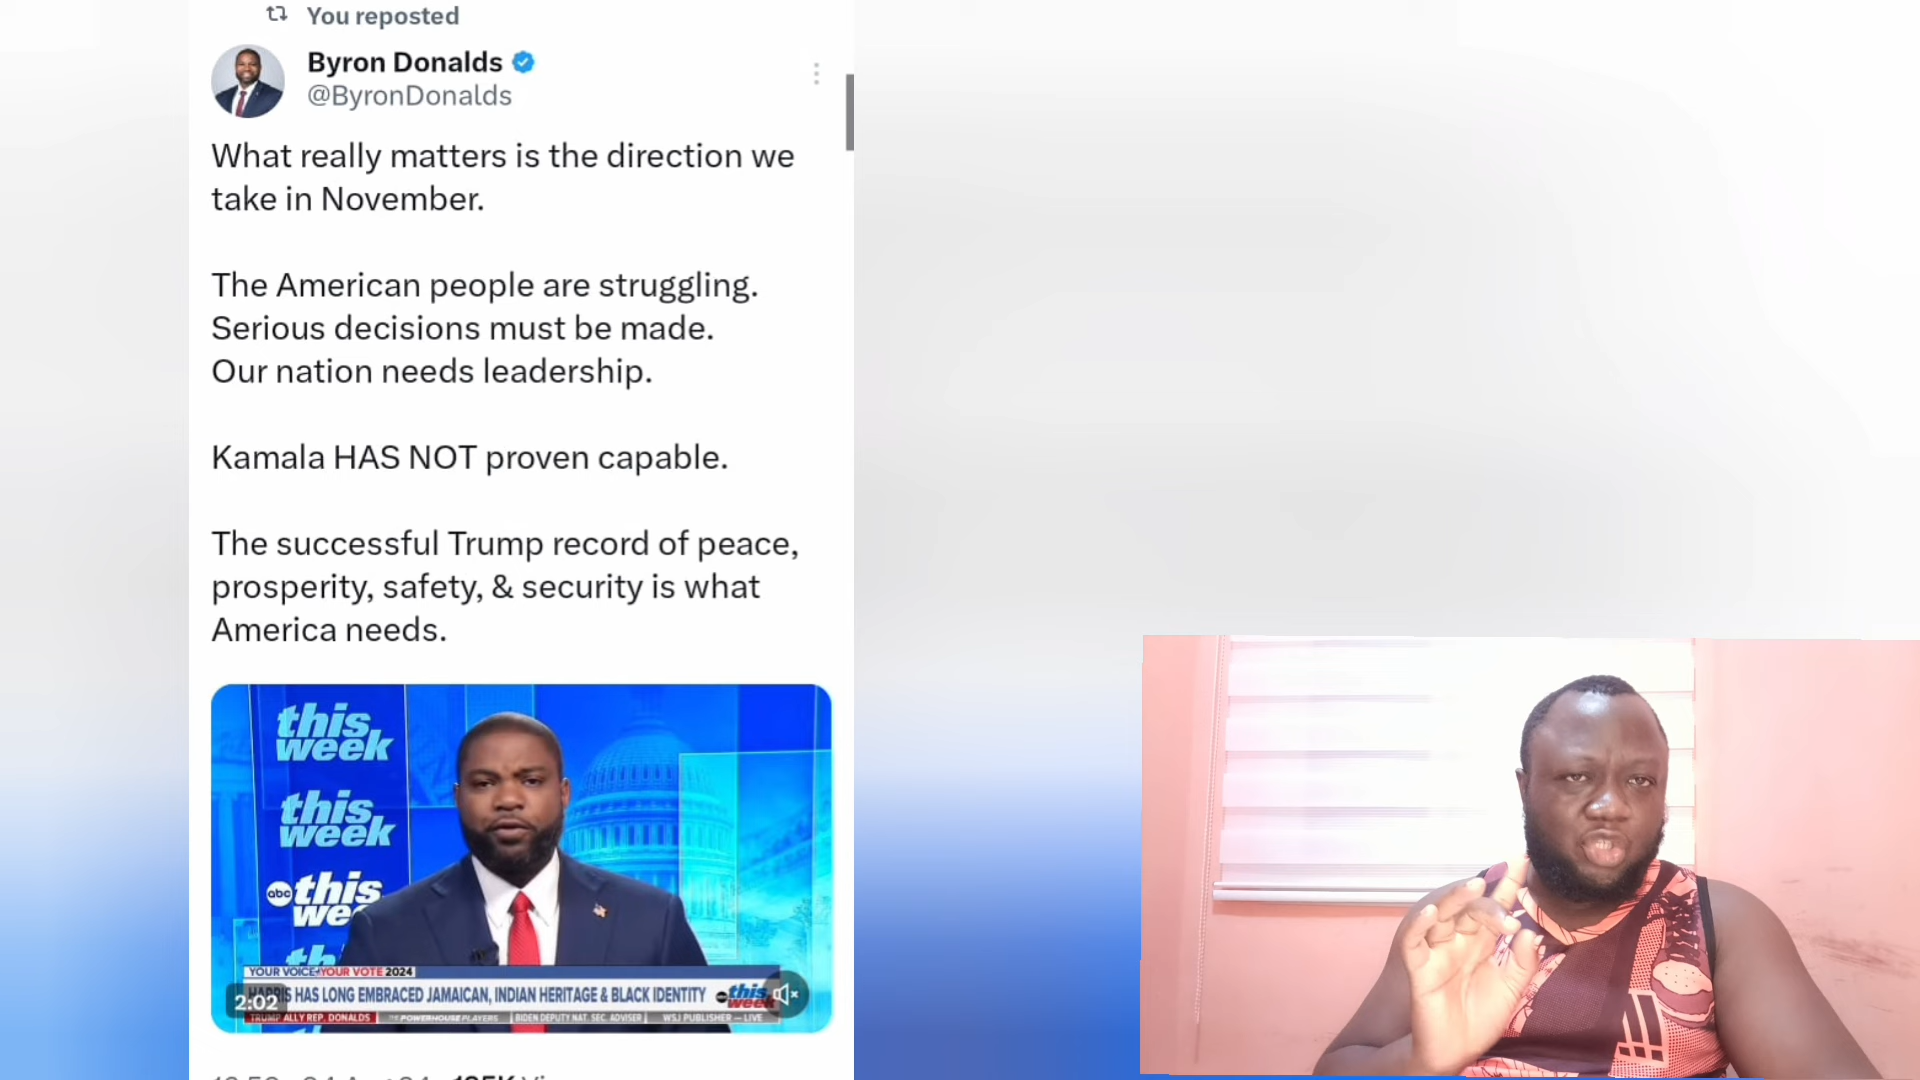 You reposted
Byron Donalds
@ByronDonalds
What really matters is the direction we
take in November.
The American people are struggling.
Serious decisions must be made.
Our nation needs leadership.
Kamala HAS NOT proven capable.
The successful Trump record of peace,
prosperity, safety, & security is what
America needs.
this
week
this
week
abc this
YOUR VOICE YOUR VOTE 2024
HAS LONG EMBRACED JAMAICAN, INDIAN HERITAGE & BLACK IDENTITY
this
week
2:02
TRUMP ALLY REP. DONALDS
THE POWERHOUSE PLAYERS
BIDEN DEPUTY NAT. SEC. ADVISER
WSJ PUBLISHER — LIVE